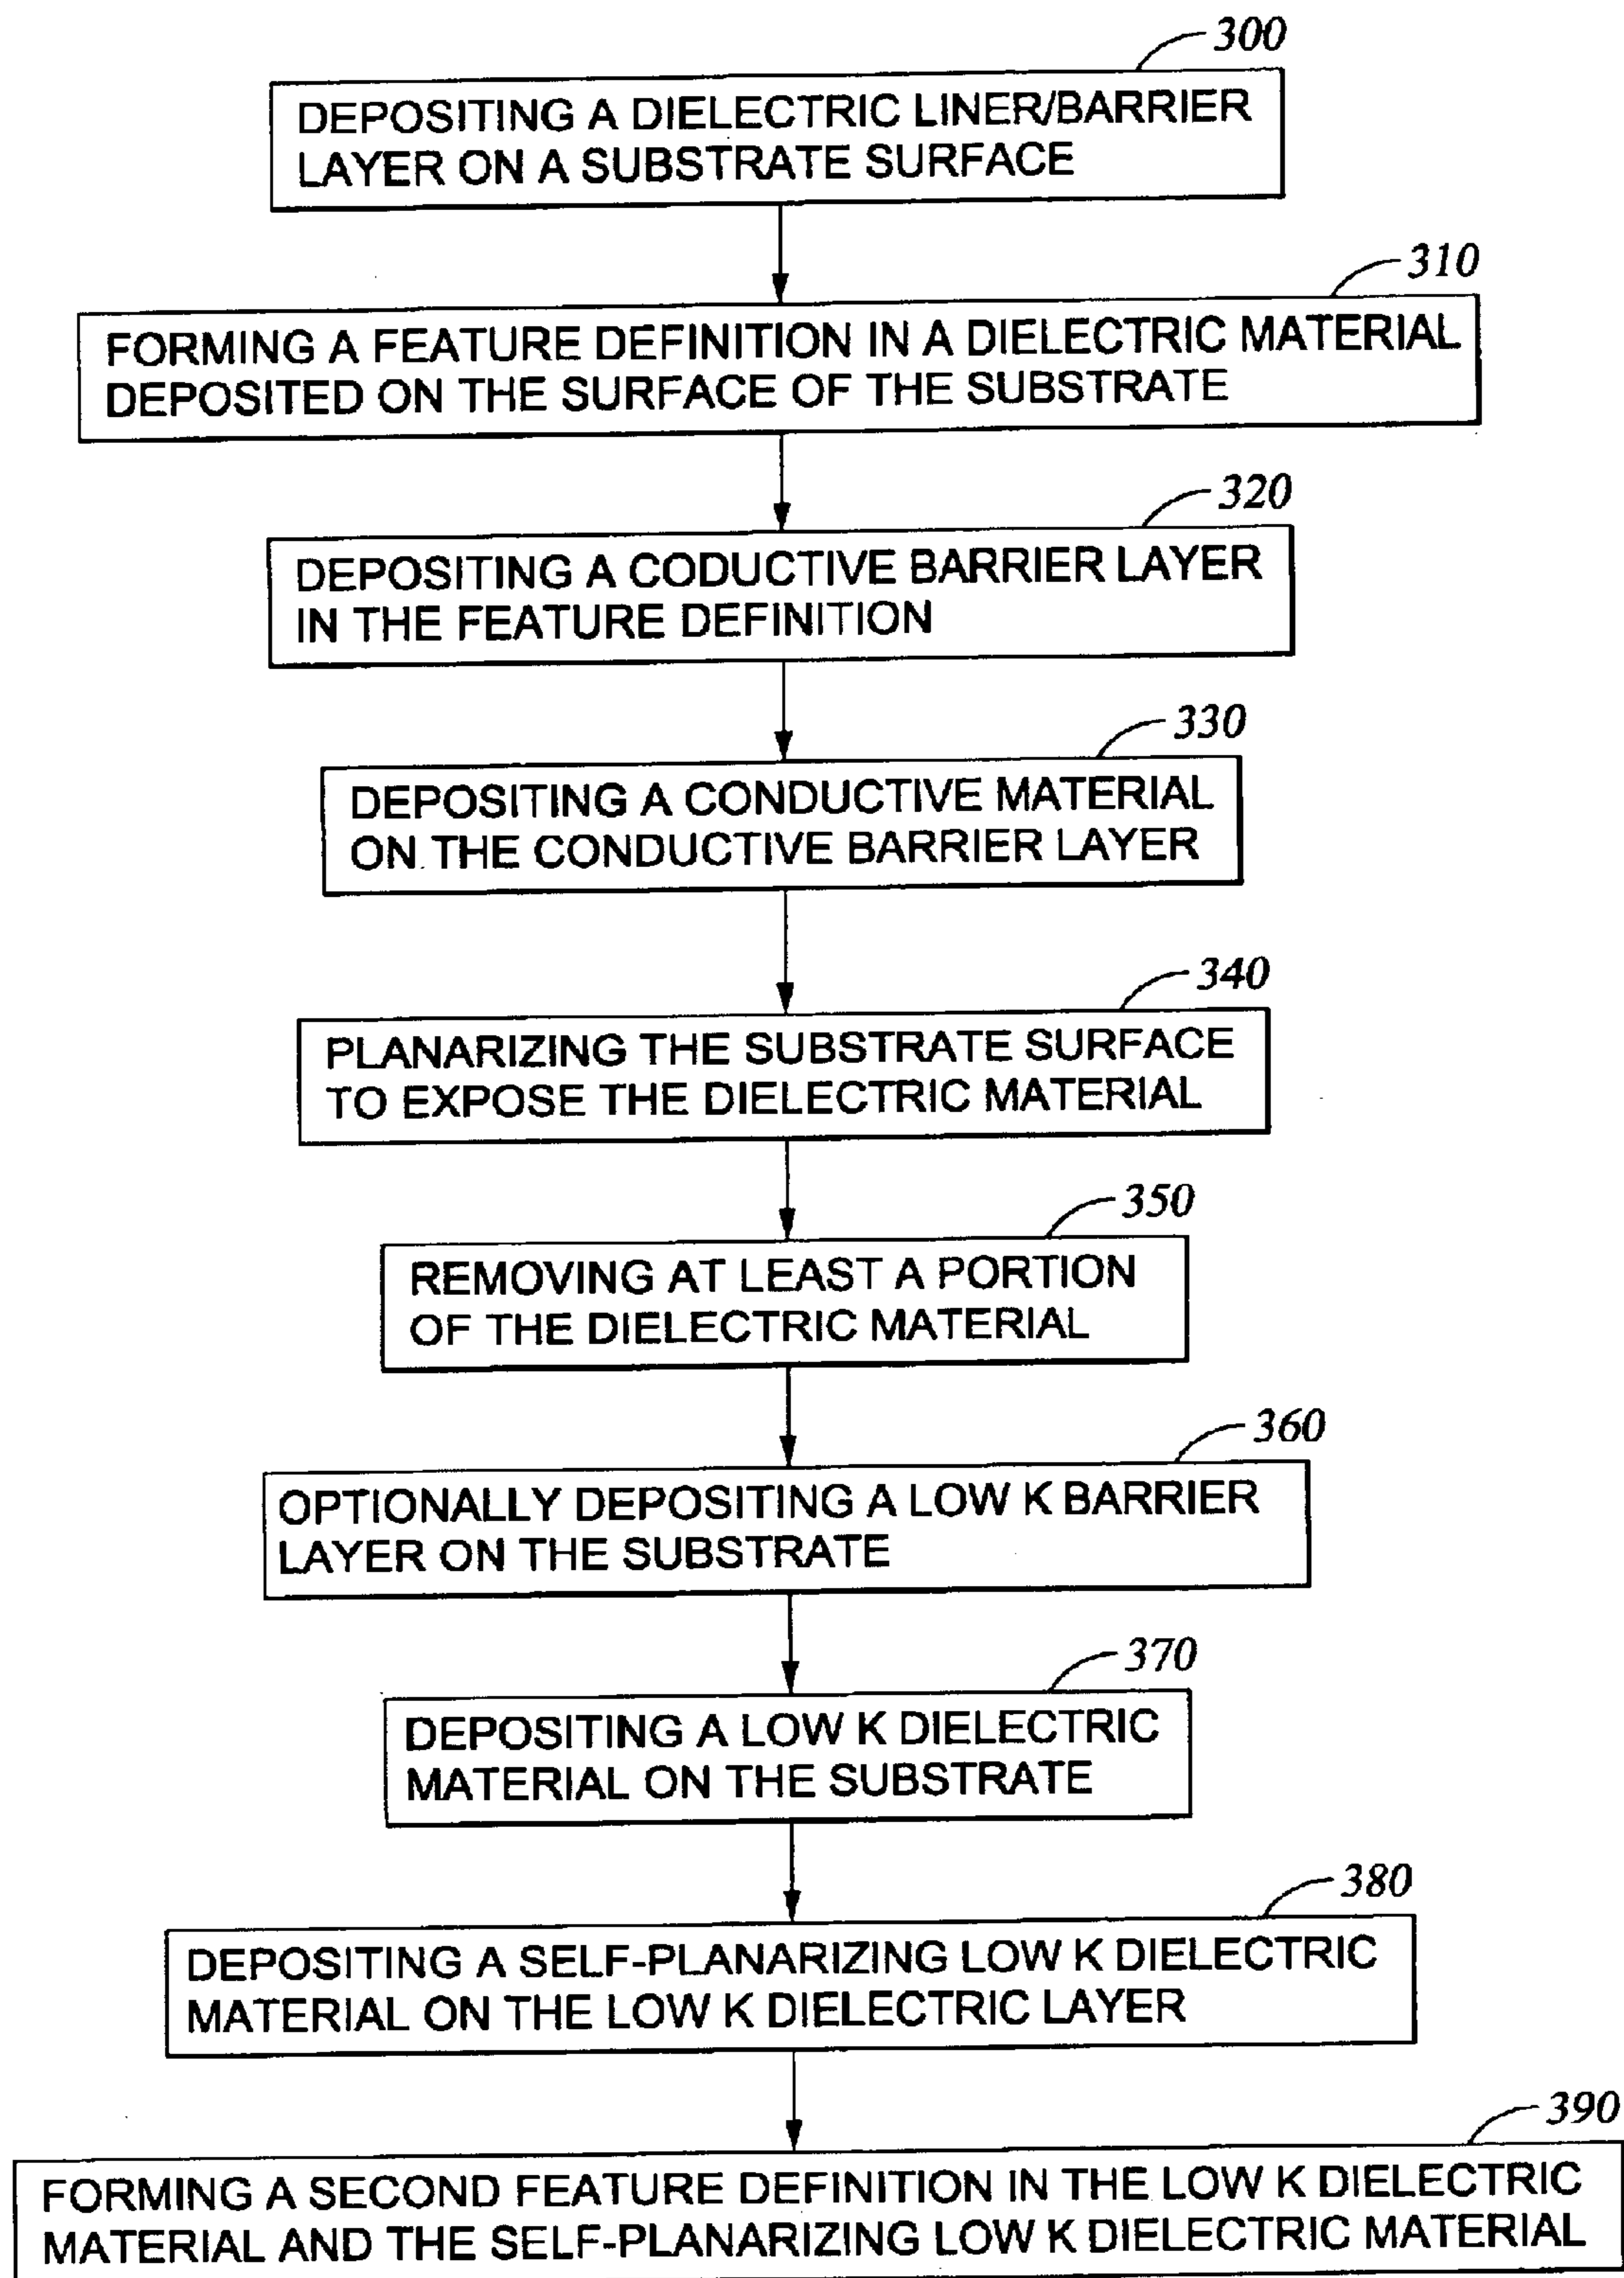 300
DEPOSITING A DIELECTRIC LINER/BARRIER
LAYER ON A SUBSTRATE SURFACE
310
FORMING A FEATURE DEFINITION IN A DIELECTRIC MATERIAL
DEPOSITED ON THE SURFACE OF THE SUBSTRATE
320
DEPOSITING A CODUCTIVE BARRIER LAYER
IN THE FEATURE DEFINITION
330
DEPOSITING A CONDUCTIVE MATERIAL
ON THE CONDUCTIVE BARRIER LAYER
340
PLANARIZING THE SUBSTRATE SURFACE
TO EXPOSE THE DIELECTRIC MATERIAL
350
REMOVING AT LEAST A PORTION
OF THE DIELECTRIC MATERIAL
360
OPTIONALLY DEPOSITING A LOW K BARRIER
LAYER ON THE SUBSTRATE
370
DEPOSITING A LOW K DIELECTRIC
MATERIAL ON THE SUBSTRATE
380
DEPOSITING A SELF-PLANARIZING LOW K DIELECTRIC
MATERIAL ON THE LOW K DIELECTRIC LAYER
390
FORMING A SECOND FEATURE DEFINITION IN THE LOW K DIELECTRIC
MATERIAL AND THE SELF-PLANARIZING LOW K DIELECTRIC MATERIAL